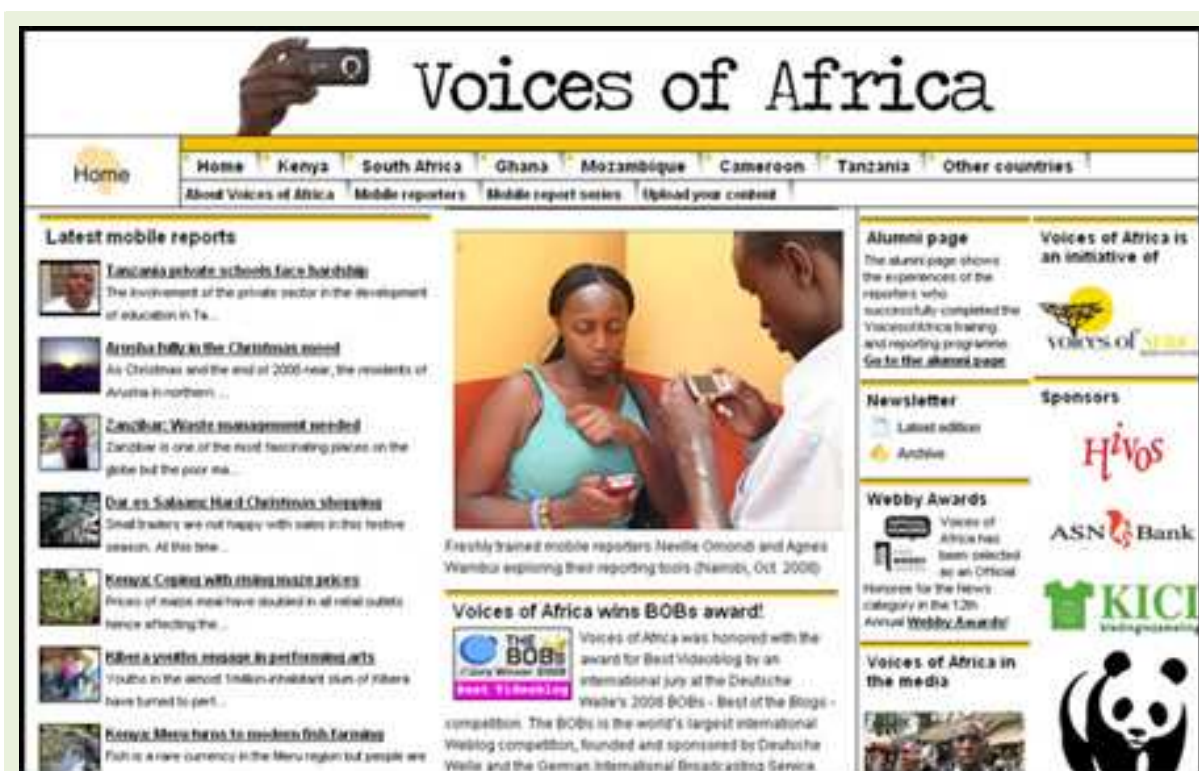 Voices of Africa
Home
Home Kenya South Africa Ghana Mozambique Cameroon Tanzania Other countries
About Voices of Africa Mobile reporters Mobile report series Upload your content
Latest mobile reports
Tanzania private schools face hardship
The involvement of the private sector in the development
of education in Ta...
Arusha fully in the Christmas mood
As Christmas and the end of 2008 near, the residents of
Arusha in northern ...
Zanzibar: Waste management needed
Zanzibar is one of the most fascinating places on the
globe but the poor ma...
Dar es Salaam: Hard Christmas shopping
Small traders are not happy with sales in this festive
season. At this time...
Kenya: Coping with rising maize prices
Prices of maize meal have doubled in all retail outlets
hence affecting the...
Kibera youths engage in performing arts
Youths in the almost 1million-inhabitant slum of Kibera
have turned to perf...
Kenya: Meru turns to modern fish farming
Fish is a rare currency in the Meru region but people are
Freshly trained mobile reporters Neville Omondi and Agnes
Wambui exploring their reporting tools (Nairobi, Oct. 2008)
Voices of Africa wins BOBs award!
THE
BOBs
Best Videoblog
Voices of Africa was honored with the
award for Best Videoblog by an
international jury at the Deutsche
Welle's 2008 BOBs - Best of the Blogs -
competition. The BOBs is the world's largest international
Weblog competition, founded and sponsored by Deutsche
Welle and the German International Broadcasting Service.
Alumni page
The alumni page shows
the experiences of the
reporters who
successfully completed the
VoicesofAfrica training
and reporting programme.
Go to the alumni page
Newsletter
Latest edition
Archive
Webby Awards
Voices of
Africa has
been selected
as an Official
Honoree for the News
category in the 12th
Annual Webby Awards!
Voices of Africa in
the media
Voices of Africa is
an initiative of
voices of
Sponsors
Hivos
ASN Bank
KICI